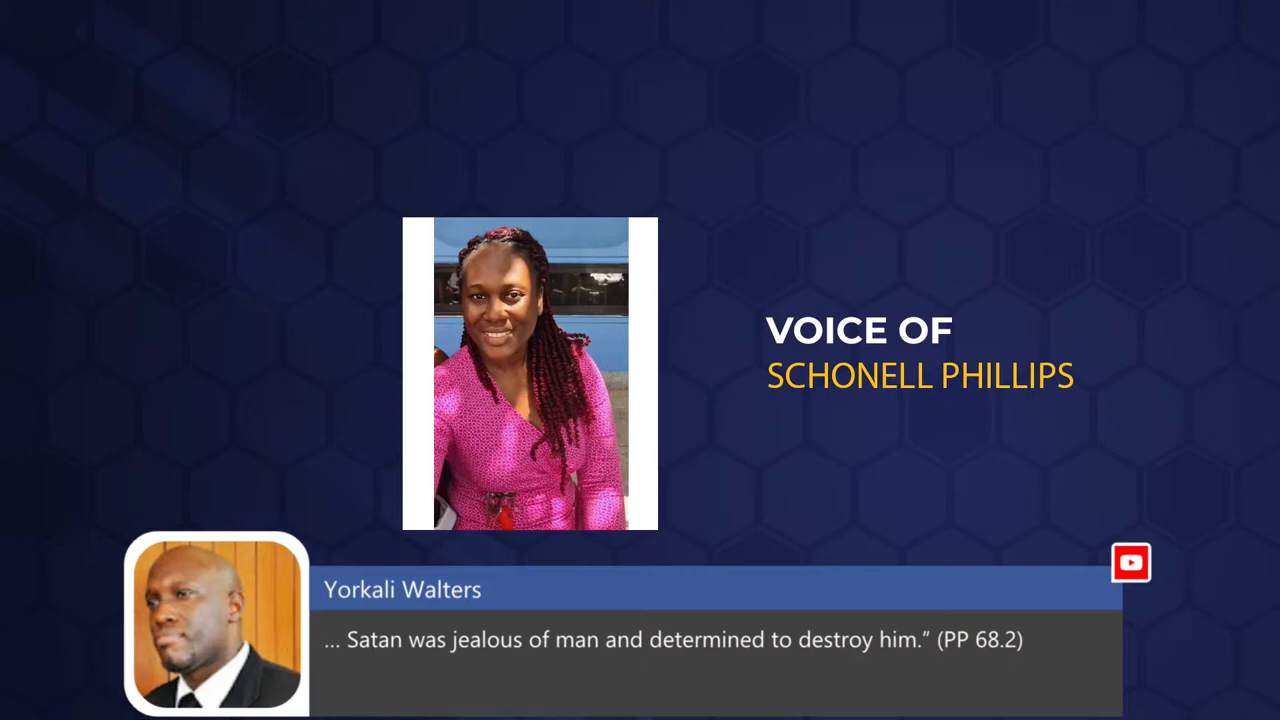 VOICE OF
SCHONELL PHILLIPS
Yorkali Walters
... Satan was jealous of man and determined to destroy him.” (PP 68.2)